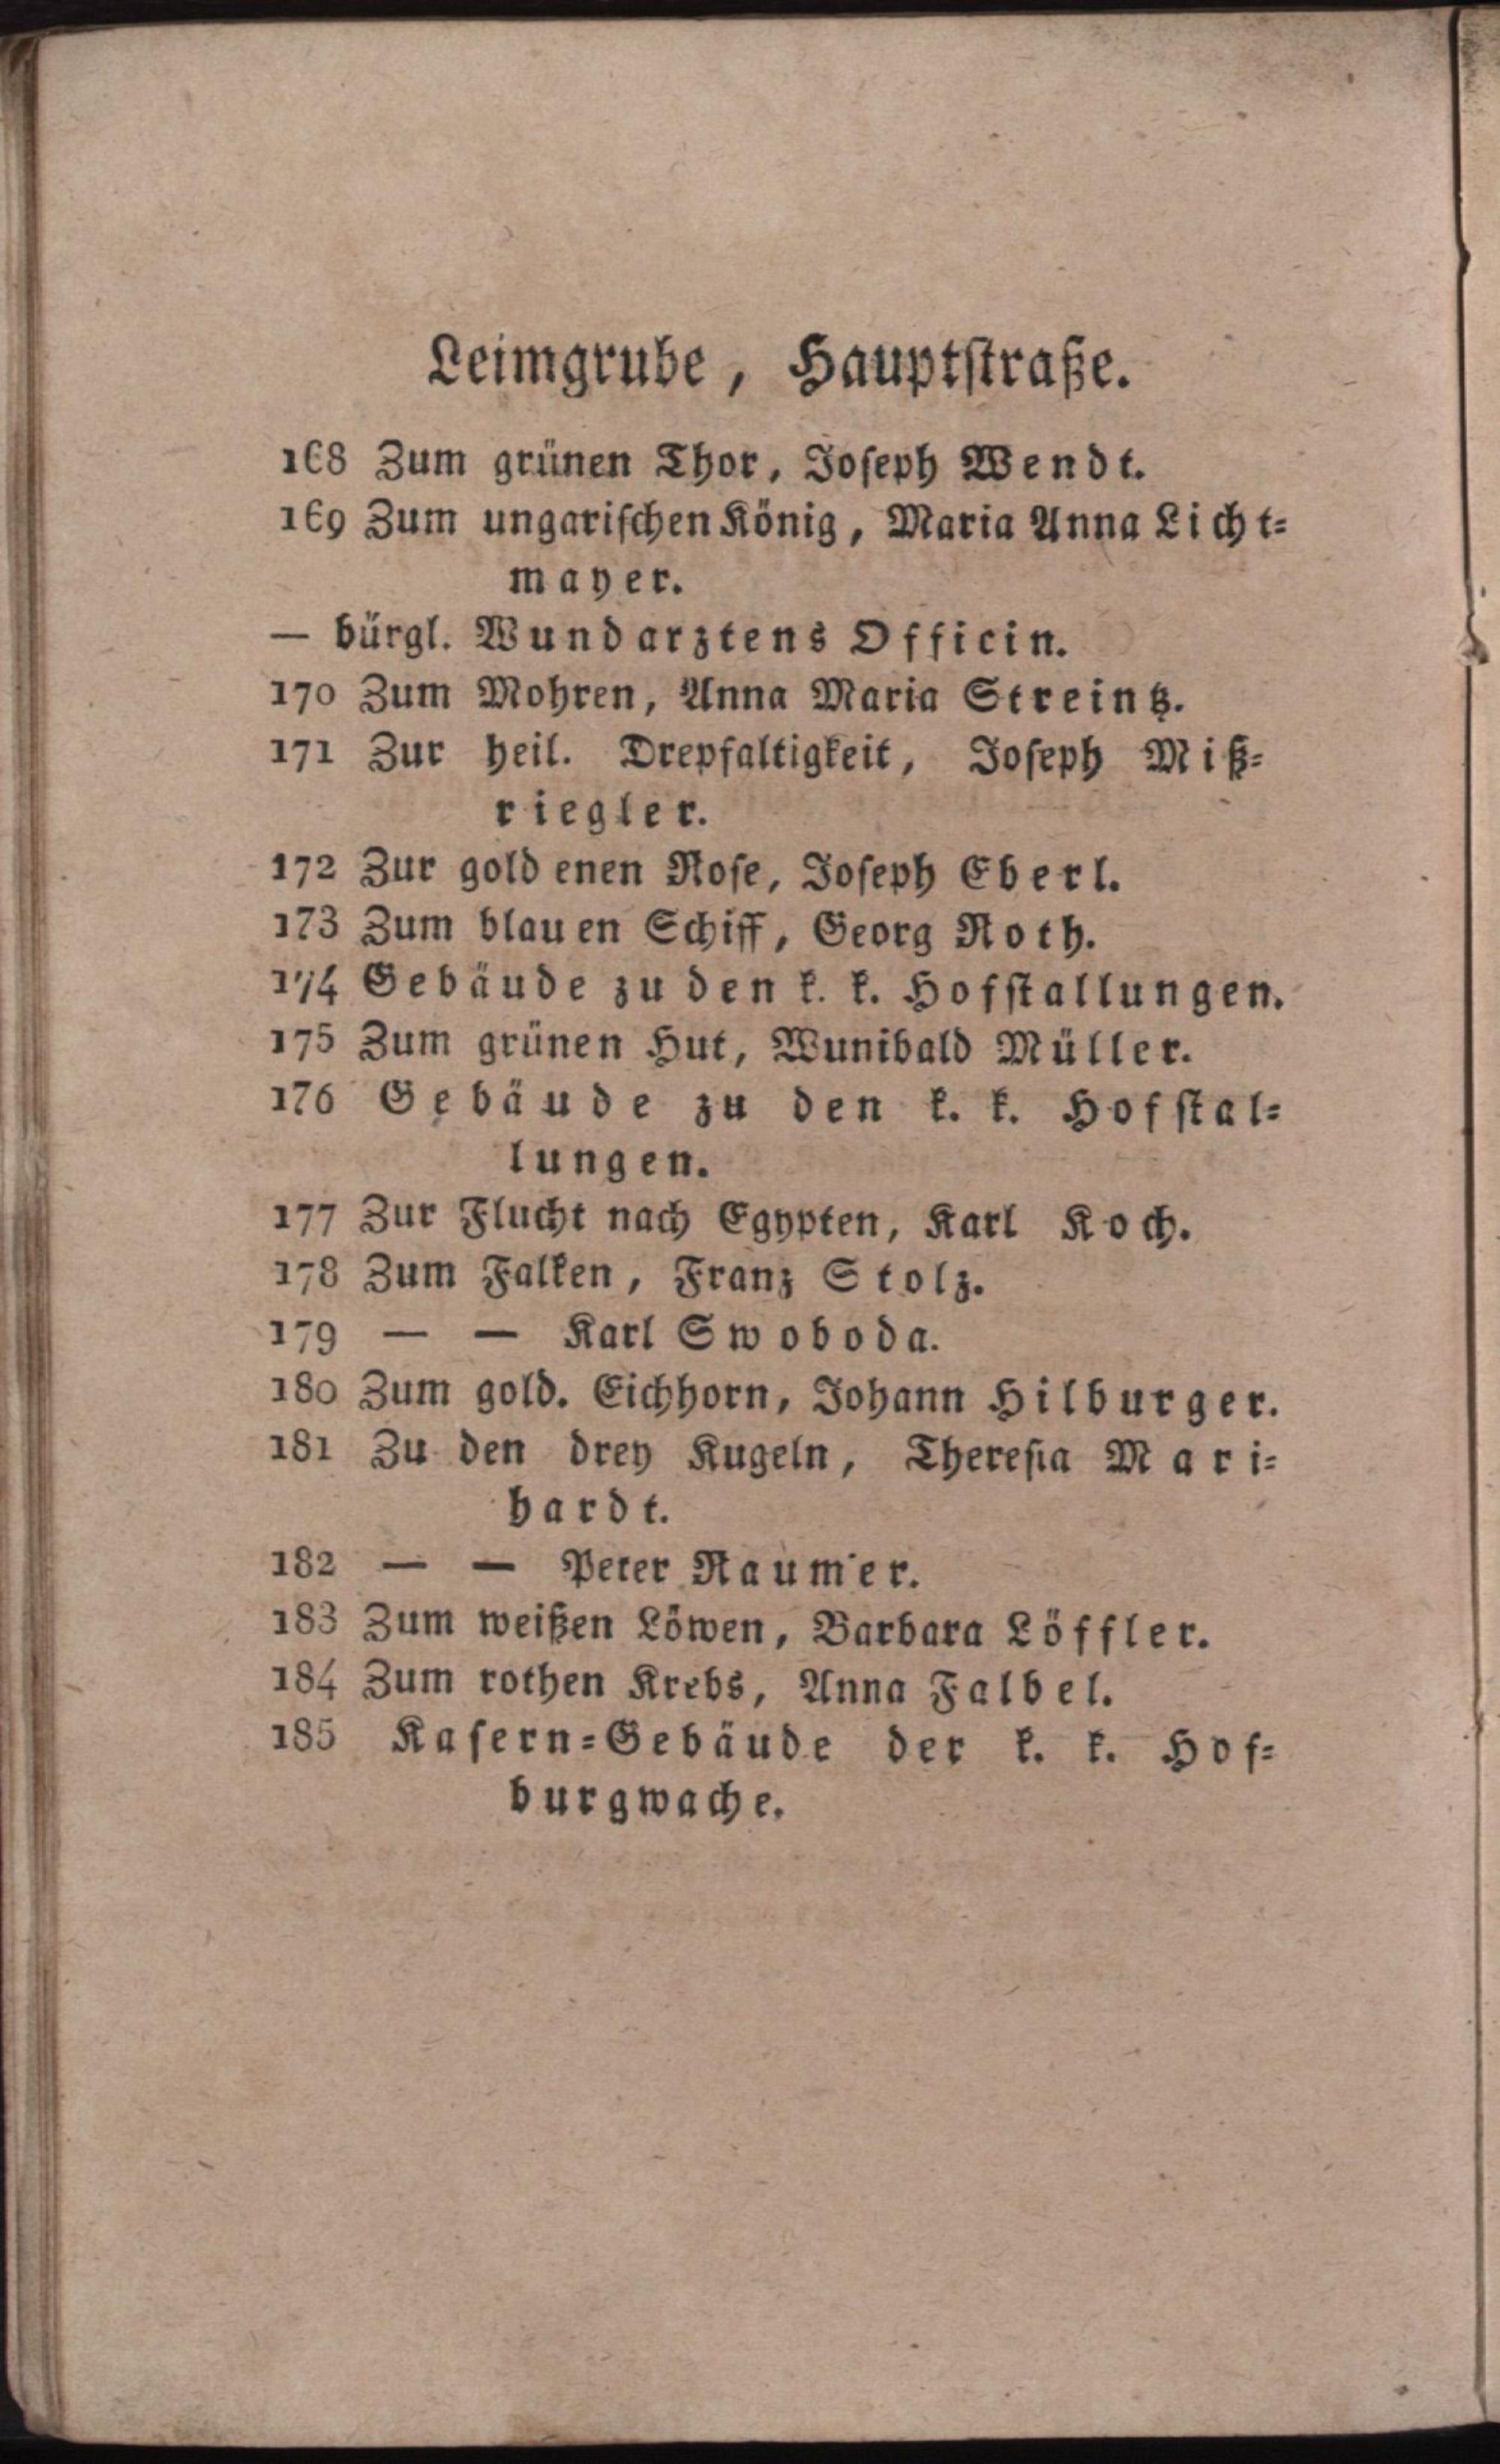 Leimgrube, Hauptstraße.
168 Zum grünen Thor, Joseph Wendt.
169 Zum ungarischen König, Maria Anna Licht-
mayer.
— bürgl. Wundarztens Officin.
170 Zum Mohren, Anna Maria Streintz.
171 Zur heil. Dreyfaltigkeit, Joseph Miß-
riegler.
172 Zur goldenen Rose, Joseph Eberl.
173 Zum blauen Schiff, Georg Roth.
174 Gebäude zu den k. k. Hofstallungen.
175 Zum grünen Hut, Wunibald Müller.
176 Gebäude zu den k. k. Hofstal-
lungen.
177 Zur Flucht nach Egypten, Karl Koch.
178 Zum Falken, Franz Stolz.
179 — — Karl Swoboda.
180 Zum gold. Eichhorn, Johann Hilburger.
181 Zu den drey Kugeln, Theresia Mari-
hardt.
182 — — Peter Raumer.
183 Zum weißen Löwen, Barbara Löffler.
184 Zum rothen Krebs, Anna Falbel.
185 Kasern-Gebäude der k. k. Hof-
burgwache.